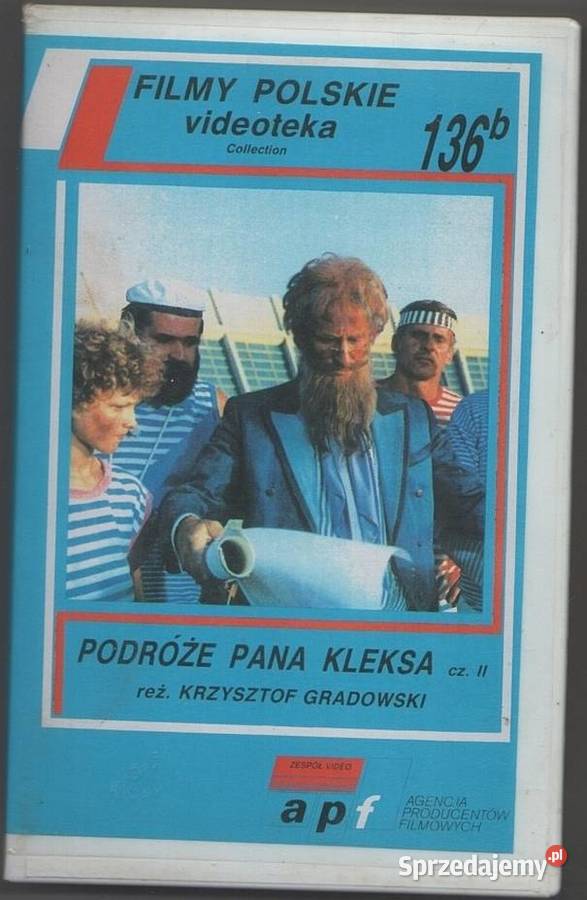 FILMY POLSKIE
videoteka
Collection
136b
PODRÓŻE PANA KLEKSA cz. II
reż. KRZYSZTOF GRADOWSKI
ZESPÓŁ VIDEO
apf
AGENCJA
PRODUCENTÓW
FILMOWYCH
Sprzedajemy.pl